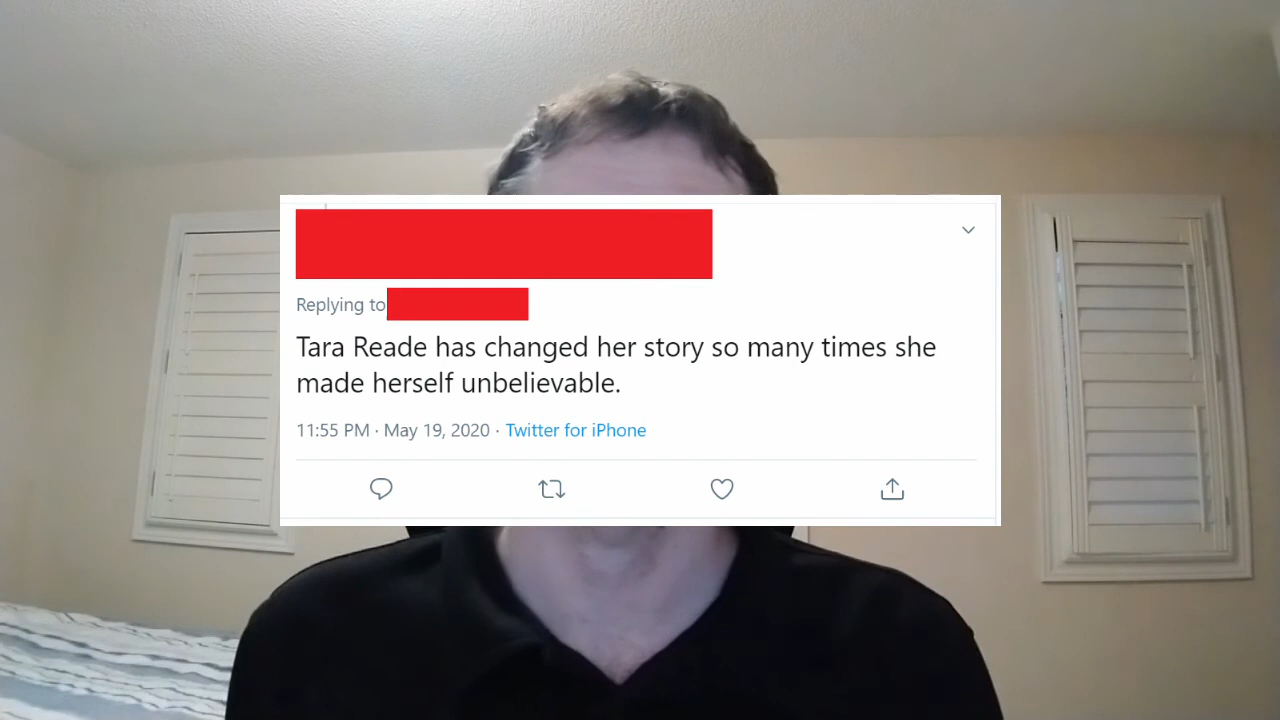 Replying to
Tara Reade has changed her story so many times she
made herself unbelievable.
11:55 PM · May 19, 2020 · Twitter for iPhone